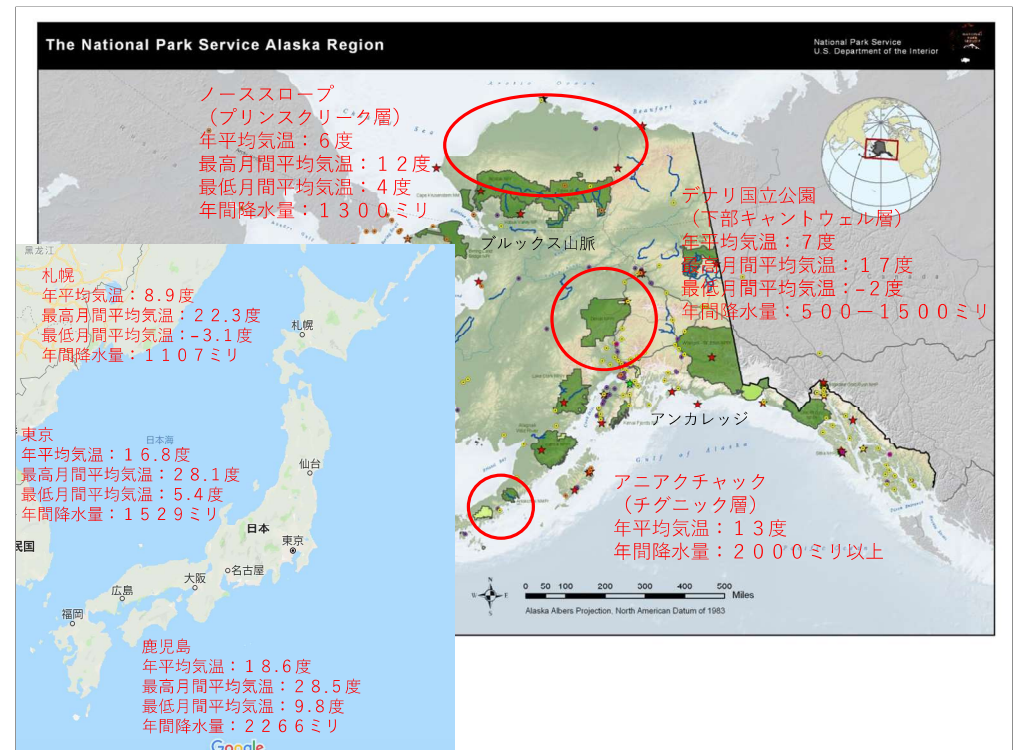 The National Park Service Alaska Region
National Park Service
U.S. Department of the Interior
Arctic Ocean
Beaufort Sea
ノーススロープ
（プリンスクリーク層）
年平均気温：６度
最高月間平均気温：１２度
最低月間平均気温：４度
年間降水量：１３００ミリ
デナリ国立公園
（下部キャントウェル層）
年平均気温：７度
最高月間平均気温：１７度
最低月間平均気温：−２度
年間降水量：５００－１５００ミリ
Canada
ブルックス山脈
アンカレッジ
Gulf of Alaska
アニアクチャック
（チグニック層）
年平均気温：１３度
年間降水量：２０００ミリ以上
N
W
E
S
0 50 100 200 300 400 500
Miles
Alaska Albers Projection, North American Datum of 1983
黑龙江
札幌
年平均気温：８.９度
最高月間平均気温：２２.３度
最低月間平均気温：−３.１度
年間降水量：１１０７ミリ
札幌
東京
年平均気温：１６.８度
最高月間平均気温：２８.１度
最低月間平均気温：５.４度
年間降水量：１５２９ミリ
日本海
仙台
日本
東京
民国
名古屋
大阪
広島
福岡
鹿児島
年平均気温：１８.６度
最高月間平均気温：２８.５度
最低月間平均気温：９.８度
年間降水量：２２６６ミリ
Google